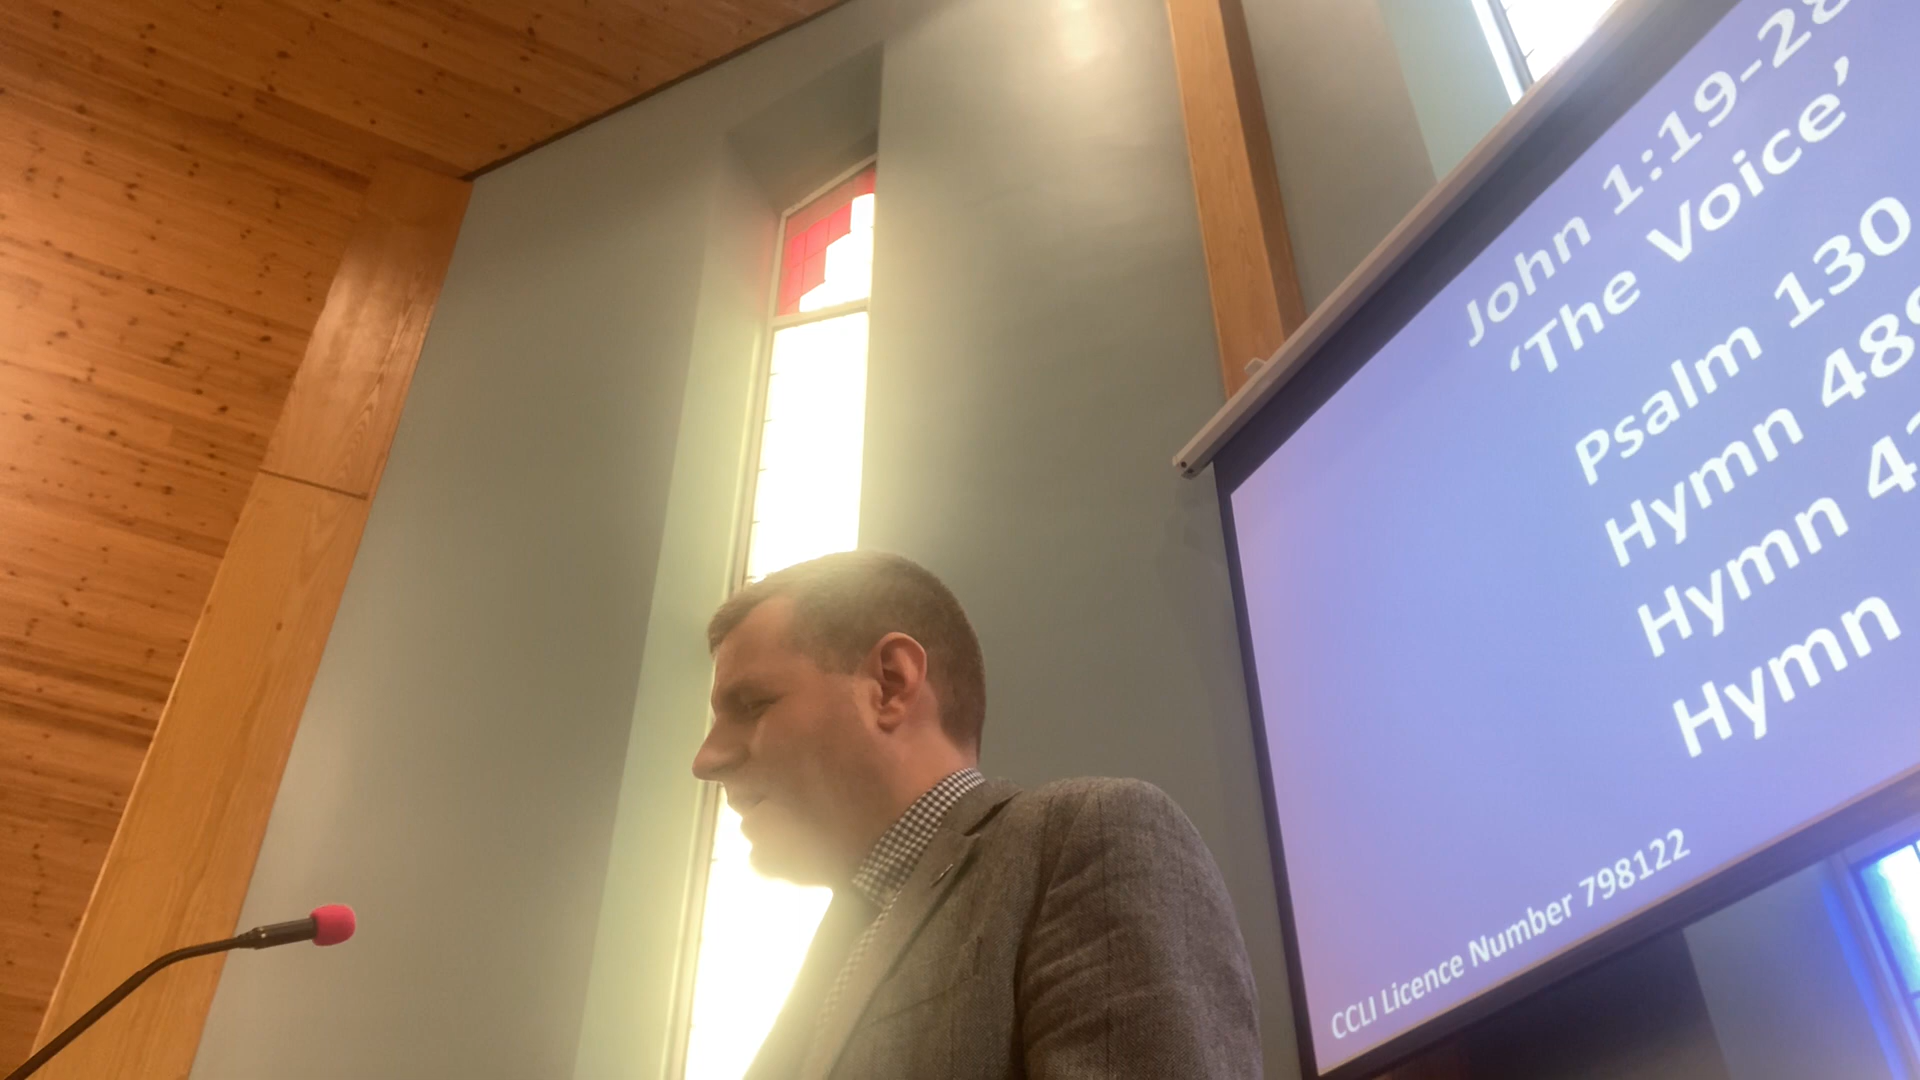 John 1:19-28
‘The Voice’
Psalm 130
Hymn
Hymn
Hymn
CCLI Licence Number 798122